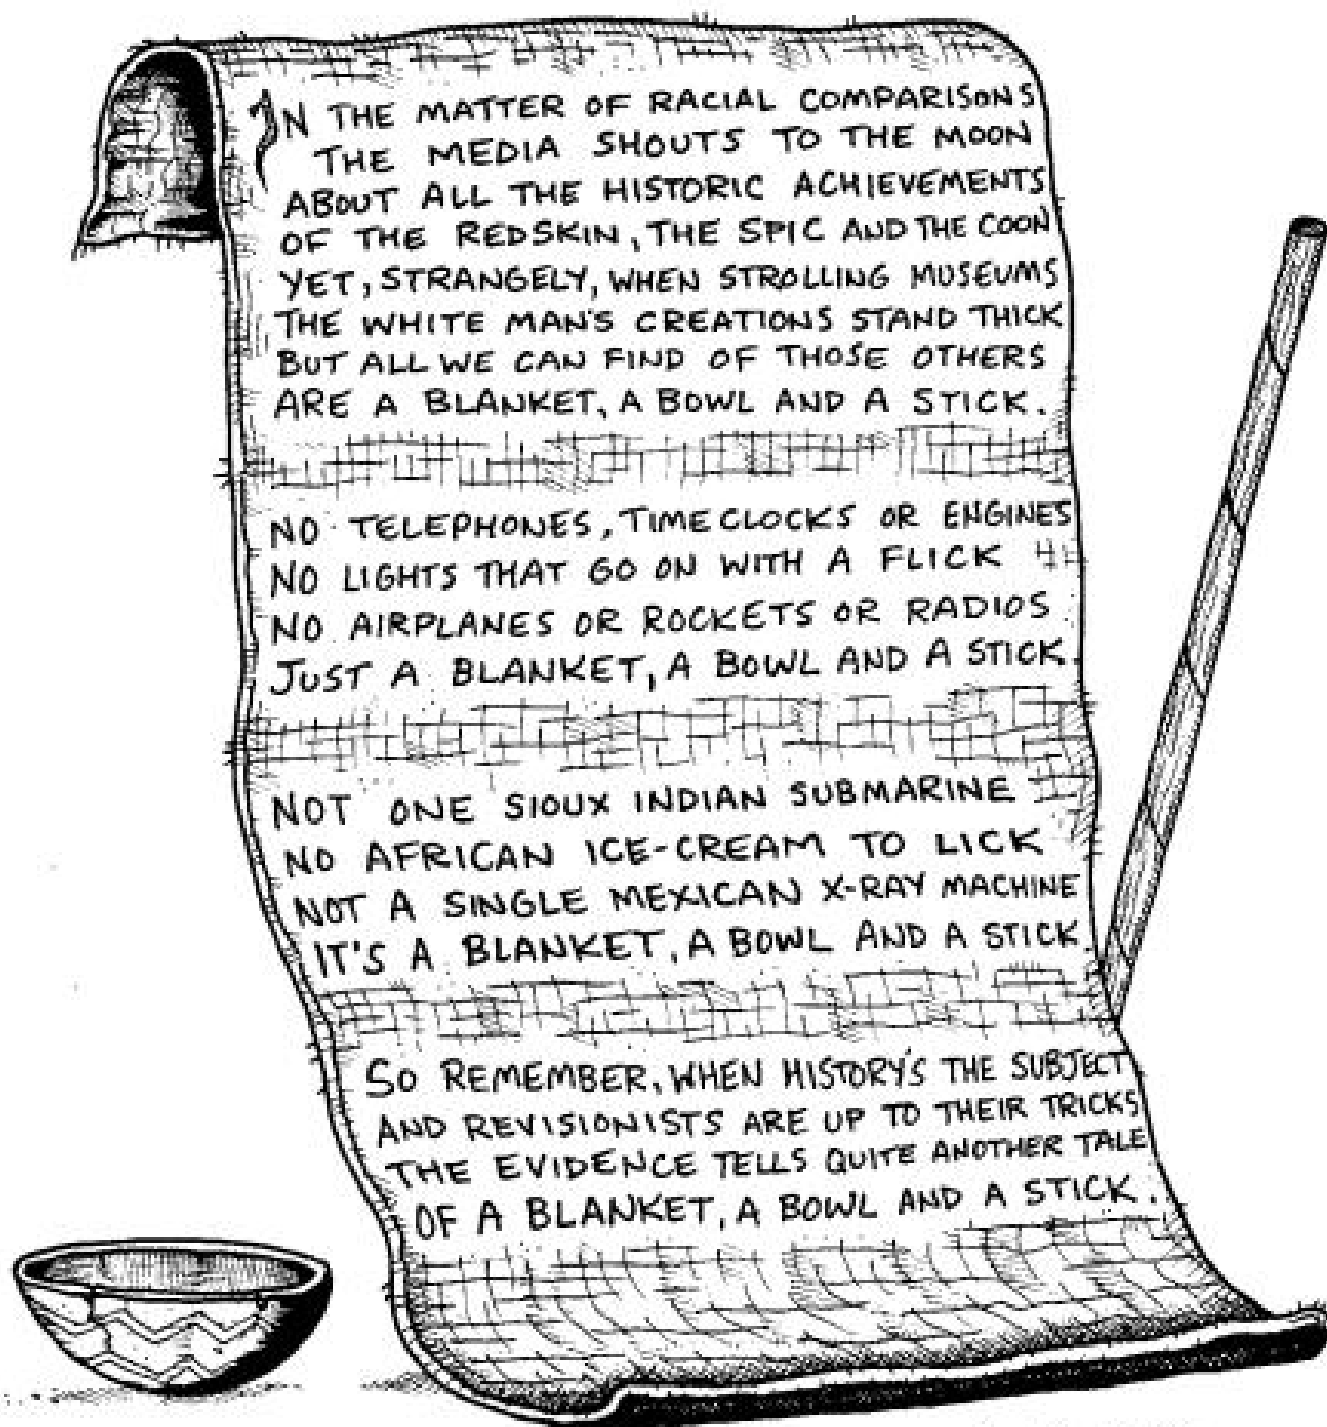 IN THE MATTER OF RACIAL COMPARISONS
THE MEDIA SHOUTS TO THE MOON
ABOUT ALL THE HISTORIC ACHIEVEMENTS
OF THE REDSKIN, THE SPIC AND THE COON
YET, STRANGELY, WHEN STROLLING MUSEUMS
THE WHITE MAN'S CREATIONS STAND THICK
BUT ALL WE CAN FIND OF THOSE OTHERS
ARE A BLANKET, A BOWL AND A STICK.
NO TELEPHONES, TIMECLOCKS OR ENGINES
NO LIGHTS THAT GO ON WITH A FLICK
NO AIRPLANES OR ROCKETS OR RADIOS
JUST A BLANKET, A BOWL AND A STICK.
NOT ONE SIOUX INDIAN SUBMARINE
NO AFRICAN ICE-CREAM TO LICK
NOT A SINGLE MEXICAN X-RAY MACHINE
IT'S A BLANKET, A BOWL AND A STICK.
SO REMEMBER, WHEN HISTORY'S THE SUBJECT
AND REVISIONISTS ARE UP TO THEIR TRICKS
THE EVIDENCE TELLS QUITE ANOTHER TALE
OF A BLANKET, A BOWL AND A STICK.